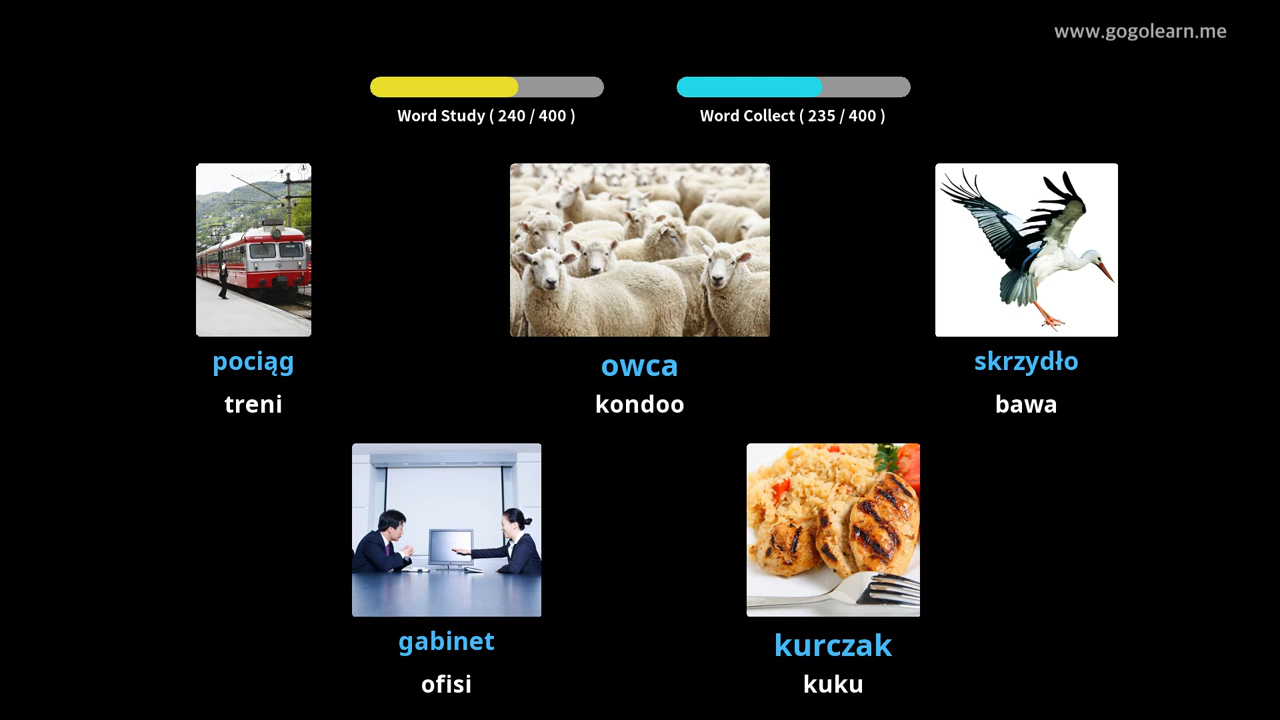 www.gogolearn.me
Word Study ( 240 / 400 )
Word Collect ( 235 / 400 )
pociąg
treni
owca
kondoo
skrzydło
bawa
gabinet
ofisi
kurczak
kuku